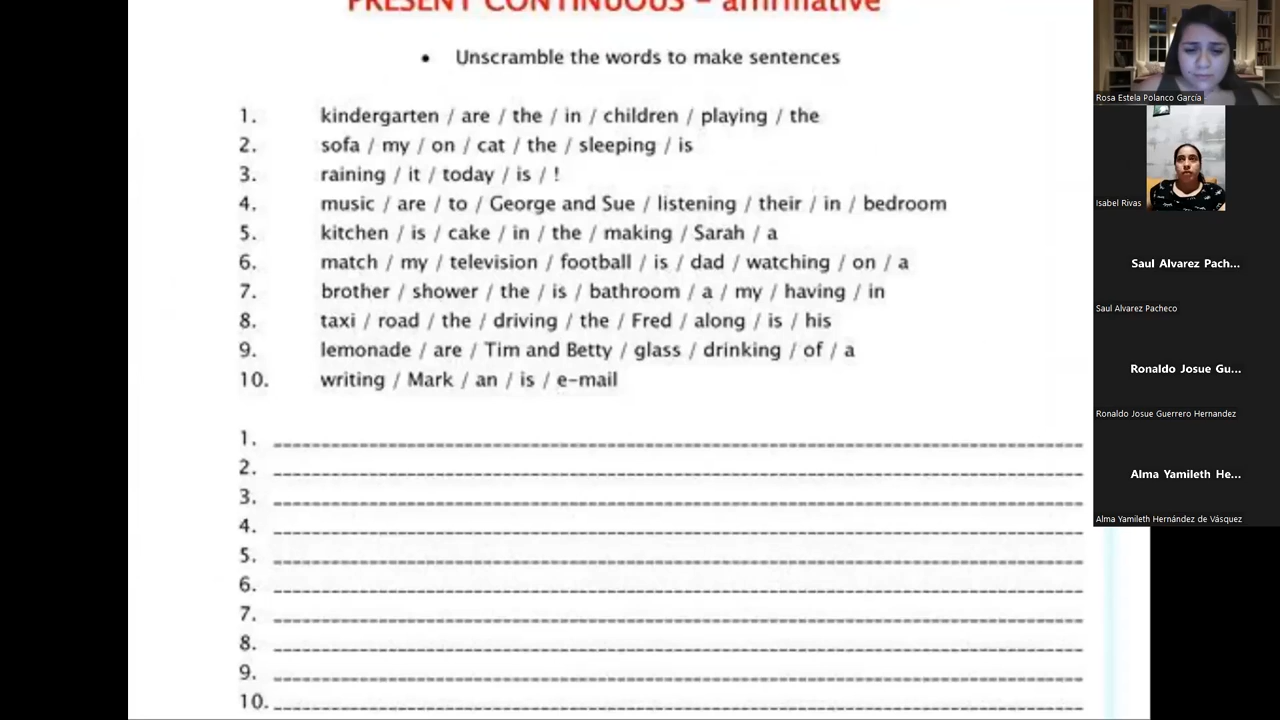 PRESENT CONTINUOUS – affirmative
• Unscramble the words to make sentences
1. kindergarten / are / the / in / children / playing / the
2. sofa / my / on / cat / the / sleeping / is
3. raining / it / today / is / !
4. music / are / to / George and Sue / listening / their / in / bedroom
5. kitchen / is / cake / in / the / making / Sarah / a
6. match / my / television / football / is / dad / watching / on / a
7. brother / shower / the / is / bathroom / a / my / having / in
8. taxi / road / the / driving / the / Fred / along / is / his
9. lemonade / are / Tim and Betty / glass / drinking / of / a
10. writing / Mark / an / is / e-mail
1.
2.
3.
4.
5.
6.
7.
8.
9.
10.
Rosa Estela Polanco García
Isabel Rivas
Saul Alvarez Pach...
Saul Alvarez Pacheco
Ronaldo Josue Gu...
Ronaldo Josue Guerrero Hernandez
Alma Yamileth He...
Alma Yamileth Hernández de Vásquez